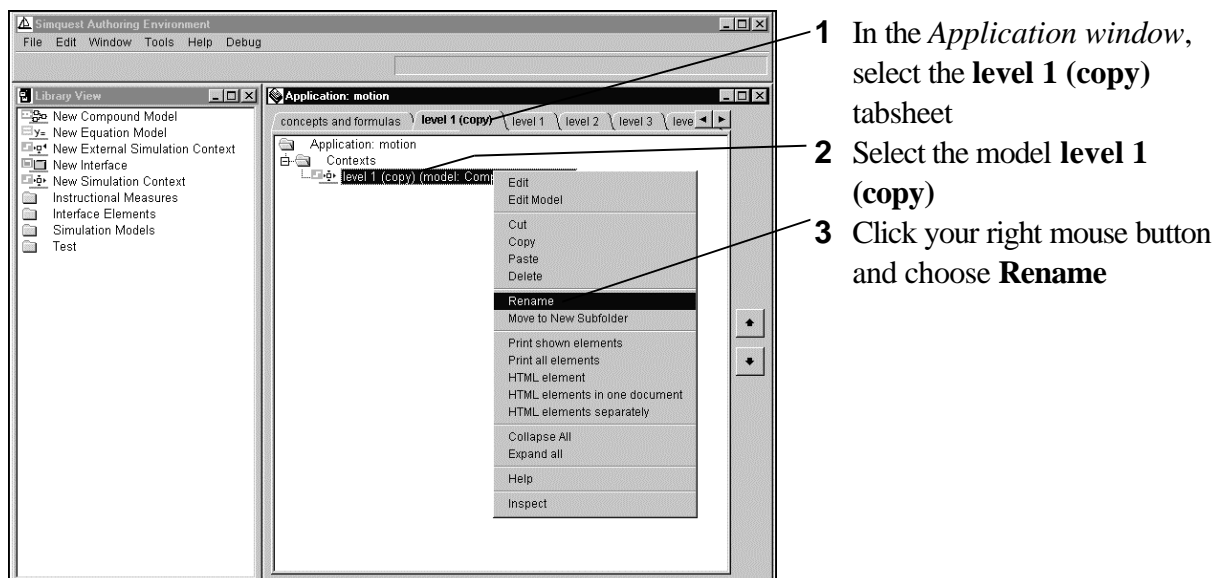 Simquest Authoring Environment
File Edit Window Tools Help Debug
Library View
New Compound Model
y= New Equation Model
New External Simulation Context
New Interface
New Simulation Context
Instructional Measures
Interface Elements
Simulation Models
Test
Application: motion
concepts and formulas level 1 (copy) level 1 level 2 level 3 leve
Application: motion
Contexts
level 1 (copy) (model: Com
Edit
Edit Model
Cut
Copy
Paste
Delete
Rename
Move to New Subfolder
Print shown elements
Print all elements
HTML element
HTML elements in one document
HTML elements separately
Collapse All
Expand all
Help
Inspect
1 In the Application window,
select the level 1 (copy)
tabsheet
2 Select the model level 1
(copy)
3 Click your right mouse button
and choose Rename